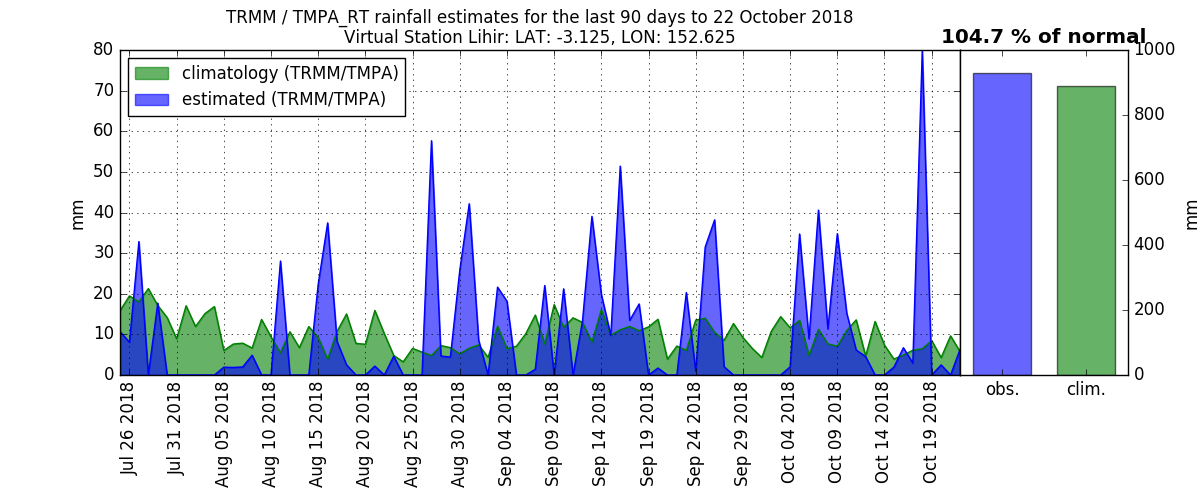 TRMM / TMPA_RT rainfall estimates for the last 90 days to 22 October 2018
Virtual Station Lihir: LAT: -3.125, LON: 152.625
104.7 % of normal
climatology (TRMM/TMPA)
estimated (TRMM/TMPA)
80
70
60
50
40
30
20
10
0
mm
1000
800
600
400
200
0
mm
Jul 26 2018
Jul 31 2018
Aug 05 2018
Aug 10 2018
Aug 15 2018
Aug 20 2018
Aug 25 2018
Aug 30 2018
Sep 04 2018
Sep 09 2018
Sep 14 2018
Sep 19 2018
Sep 24 2018
Sep 29 2018
Oct 04 2018
Oct 09 2018
Oct 14 2018
Oct 19 2018
obs.
clim.